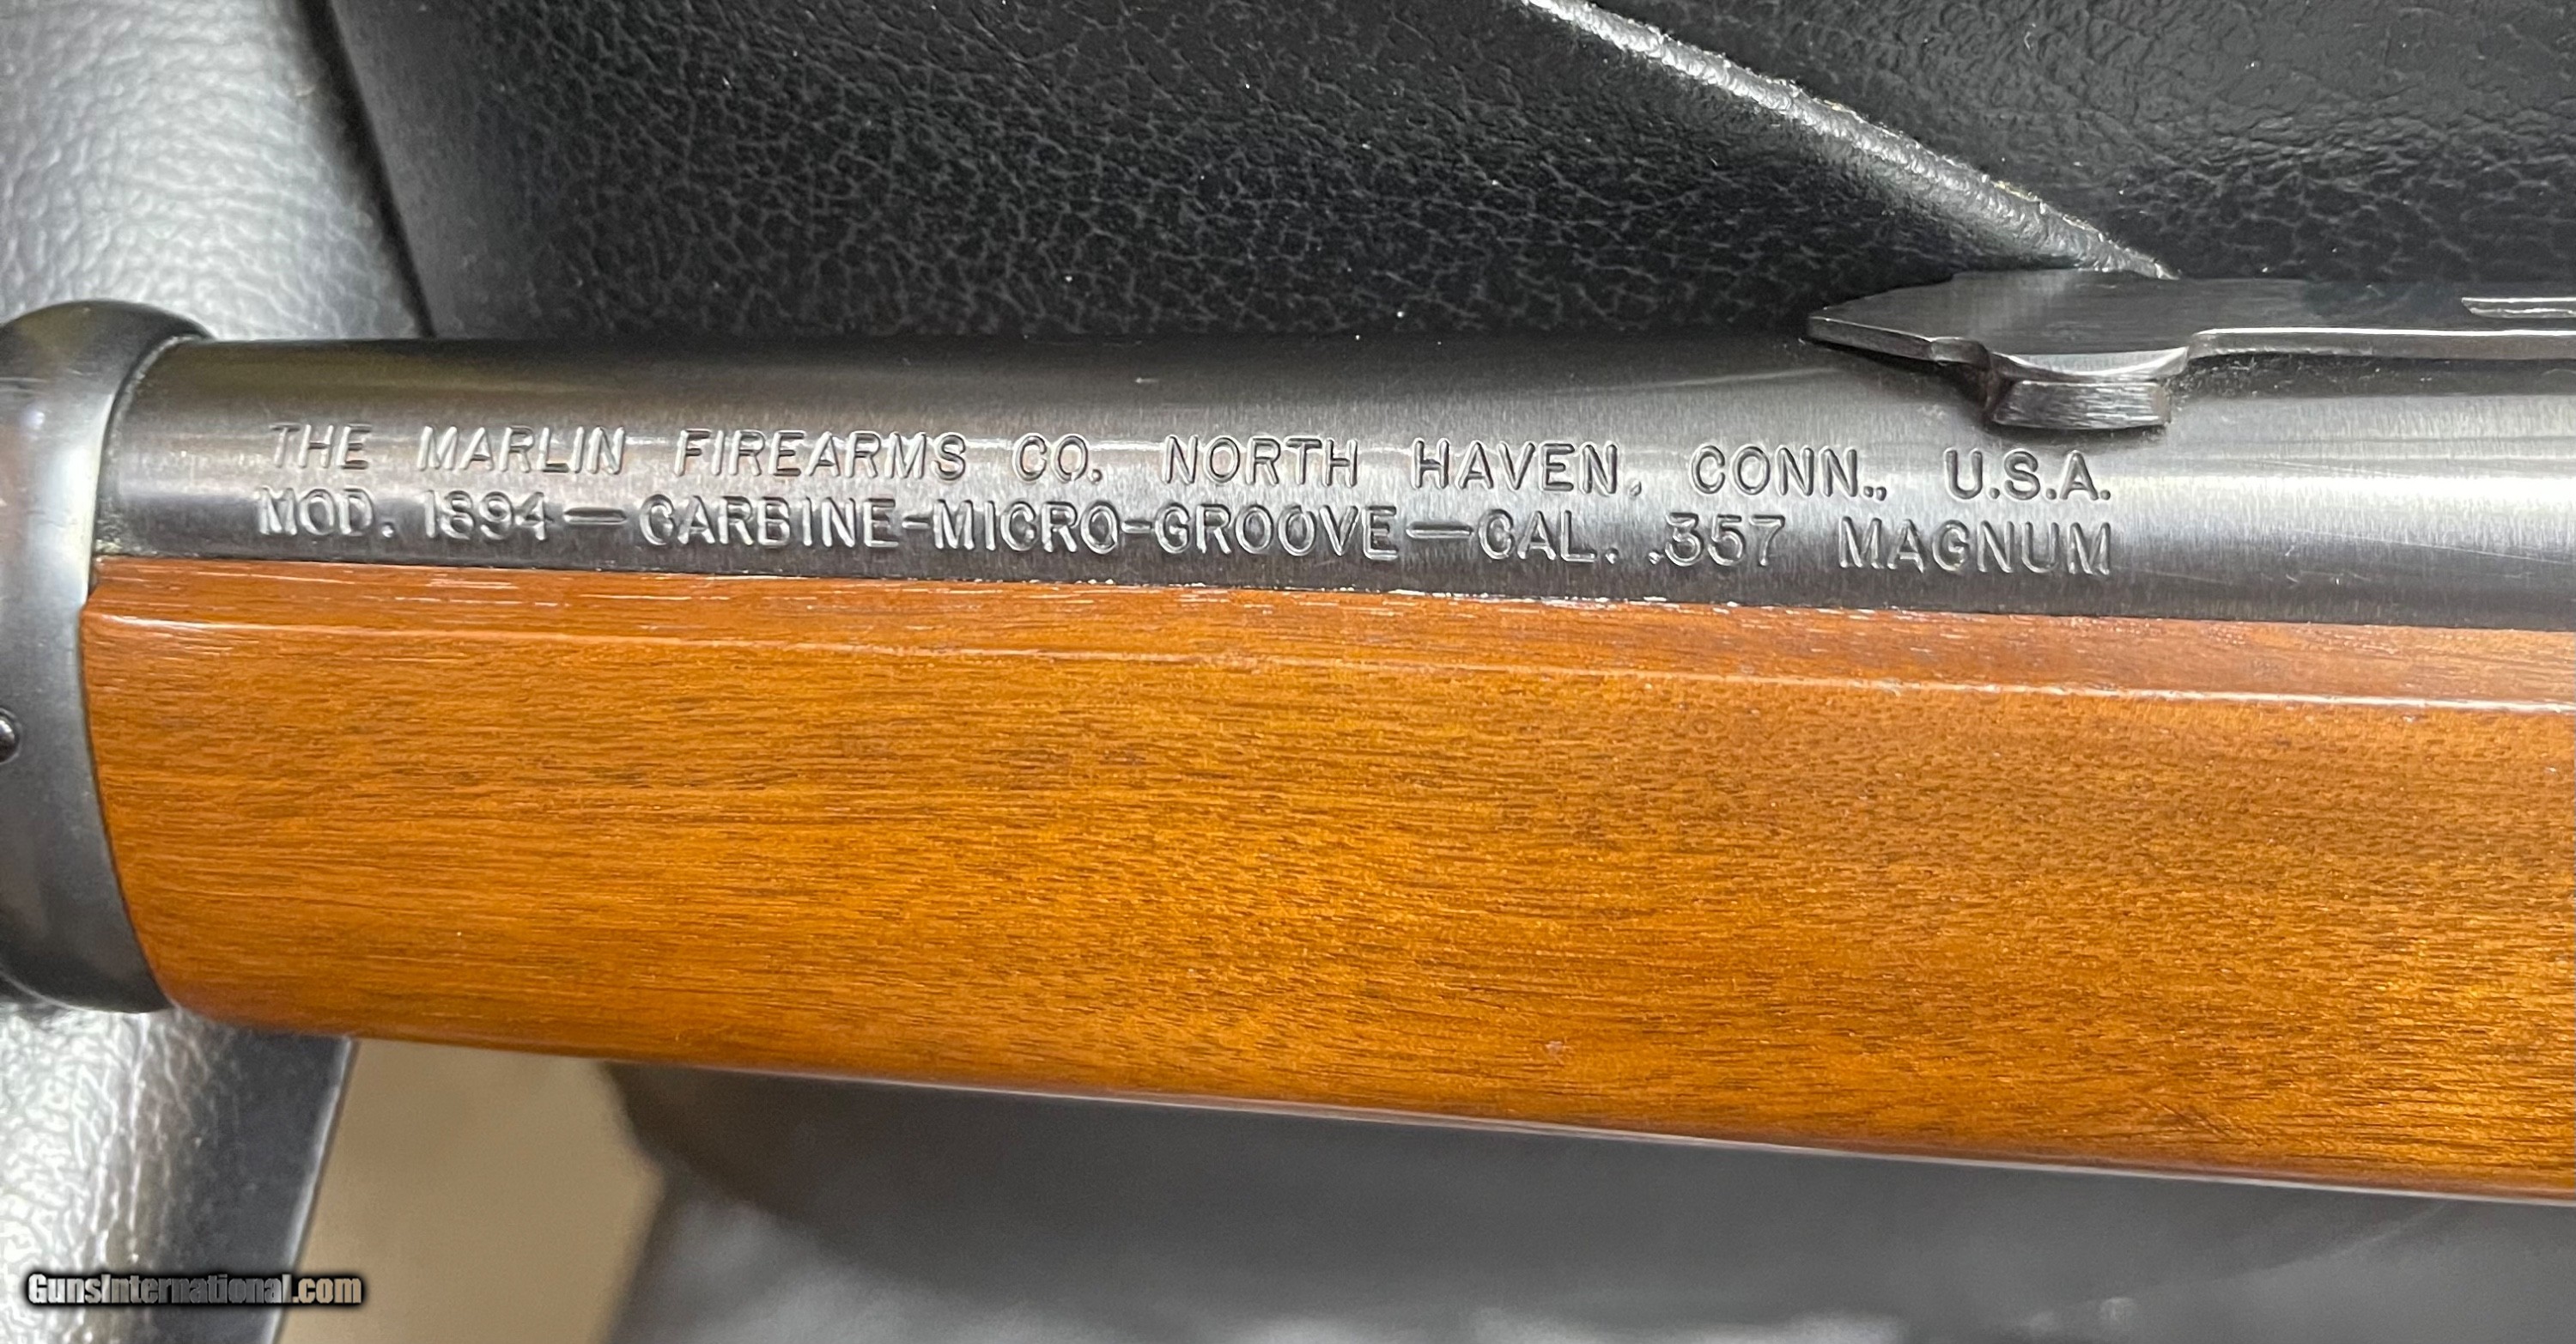 THE MARLIN FIREARMS CO. NORTH HAVEN, CONN., U.S.A.
MOD. 1894—CARBINE-MICRO-GROOVE—CAL. .357 MAGNUM
GunsInternational.com